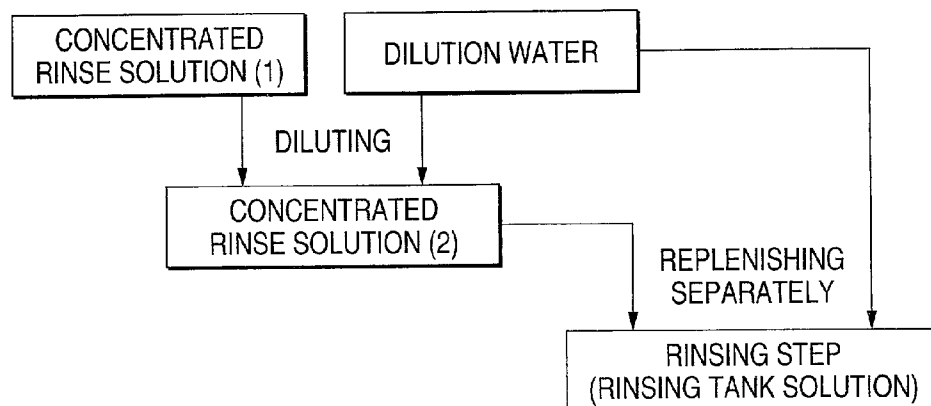 CONCENTRATED
RINSE SOLUTION (1)
DILUTION WATER
DILUTING
CONCENTRATED
RINSE SOLUTION (2)
REPLENISHING
SEPARATELY
RINSING STEP
(RINSING TANK SOLUTION)